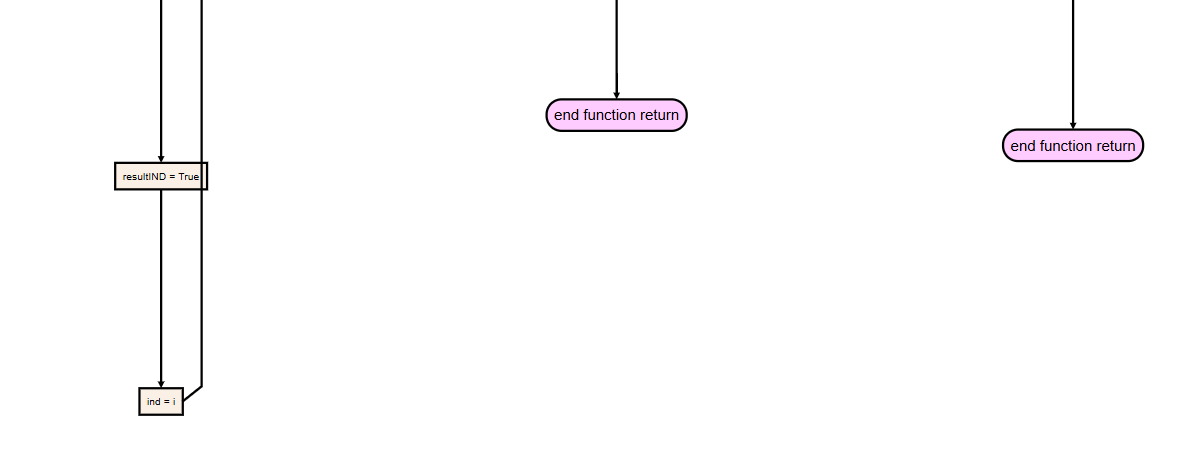 end function return
end function return
resultIND = True
ind = i